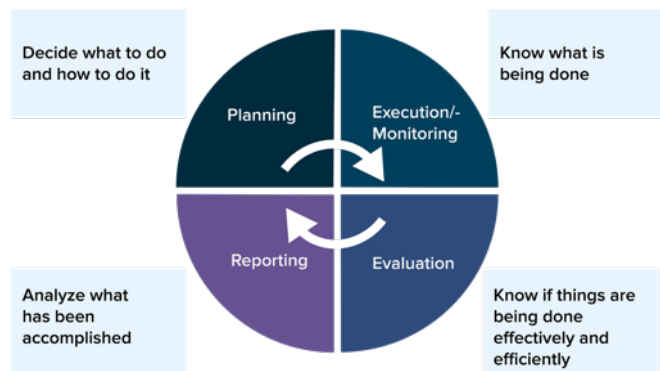 Decide what to do
and how to do it
Know what is
being done
Planning
Execution/-
Monitoring
Reporting
Evaluation
Analyze what
has been
accomplished
Know if things are
being done
effectively and
efficiently